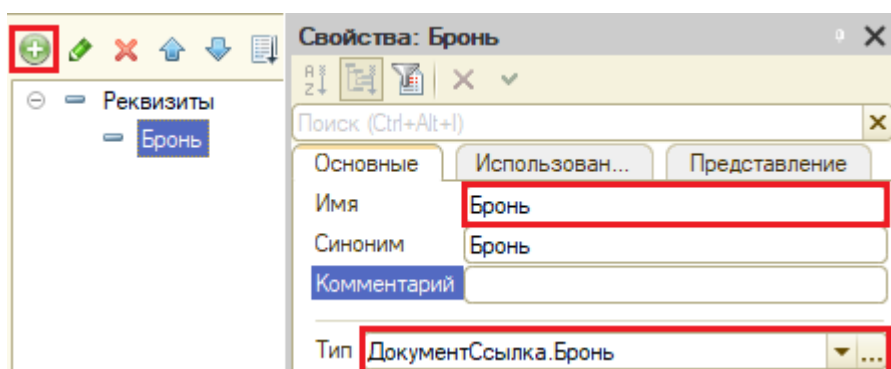 Реквизиты
Бронь
Свойства: Бронь
Поиск (Ctrl+Alt+I)
Основные Использован... Представление
Имя Бронь
Синоним Бронь
Комментарий
Тип ДокументСсылка.Бронь ...